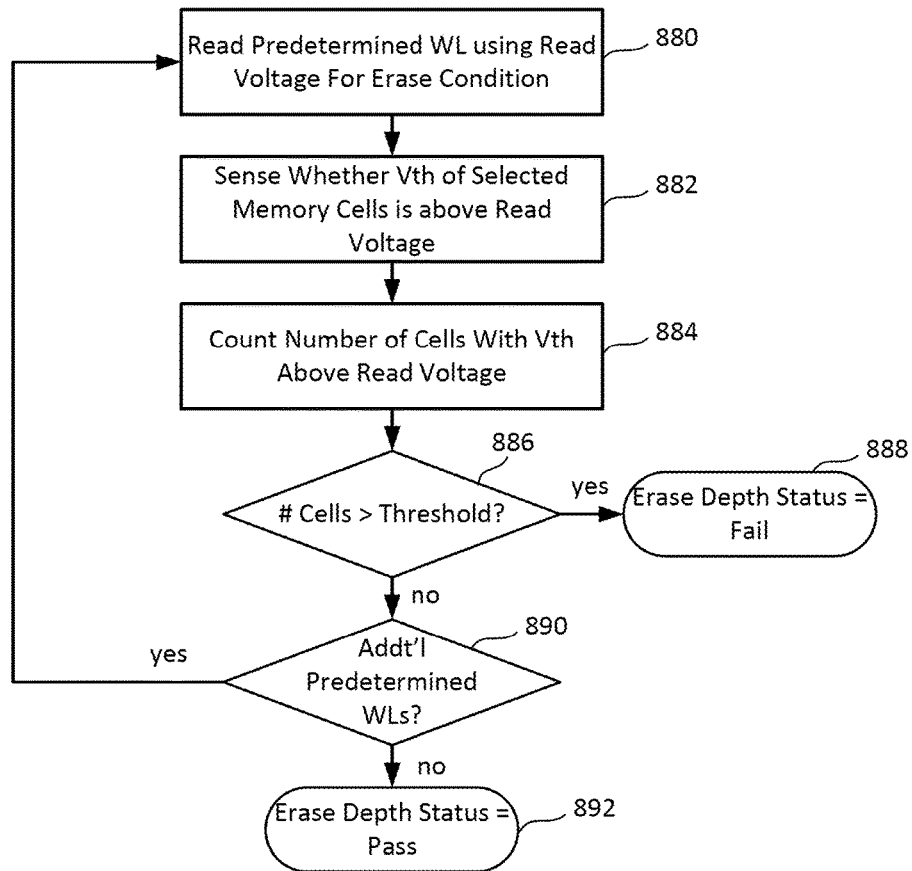 Read Predetermined WL using Read
Voltage For Erase Condition
880
Sense Whether Vth of Selected
Memory Cells is above Read
Voltage
882
Count Number of Cells With Vth
Above Read Voltage
884
886
# Cells > Threshold?
yes
888
Erase Depth Status =
Fail
no
890
Addt'l
Predetermined
WLs?
yes
no
Erase Depth Status =
Pass
892